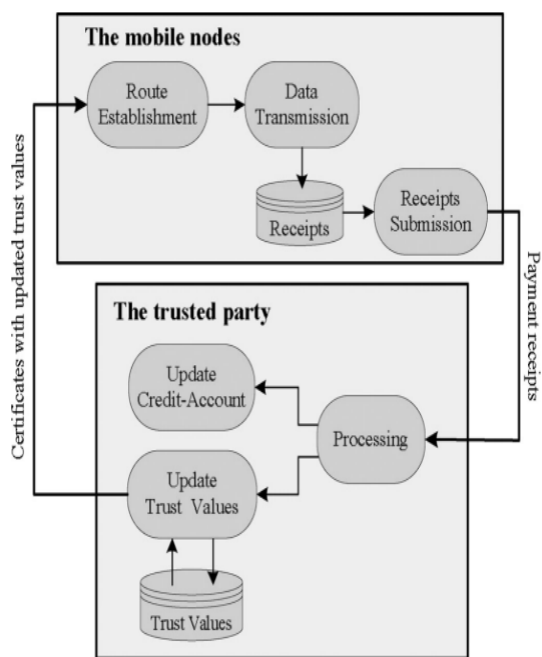 The mobile nodes
Route
Establishment
Data
Transmission
Receipts
Receipts
Submission
Certificates with updated trust values
Payment receipts
The trusted party
Update
Credit-Account
Processing
Update
Trust Values
Trust Values